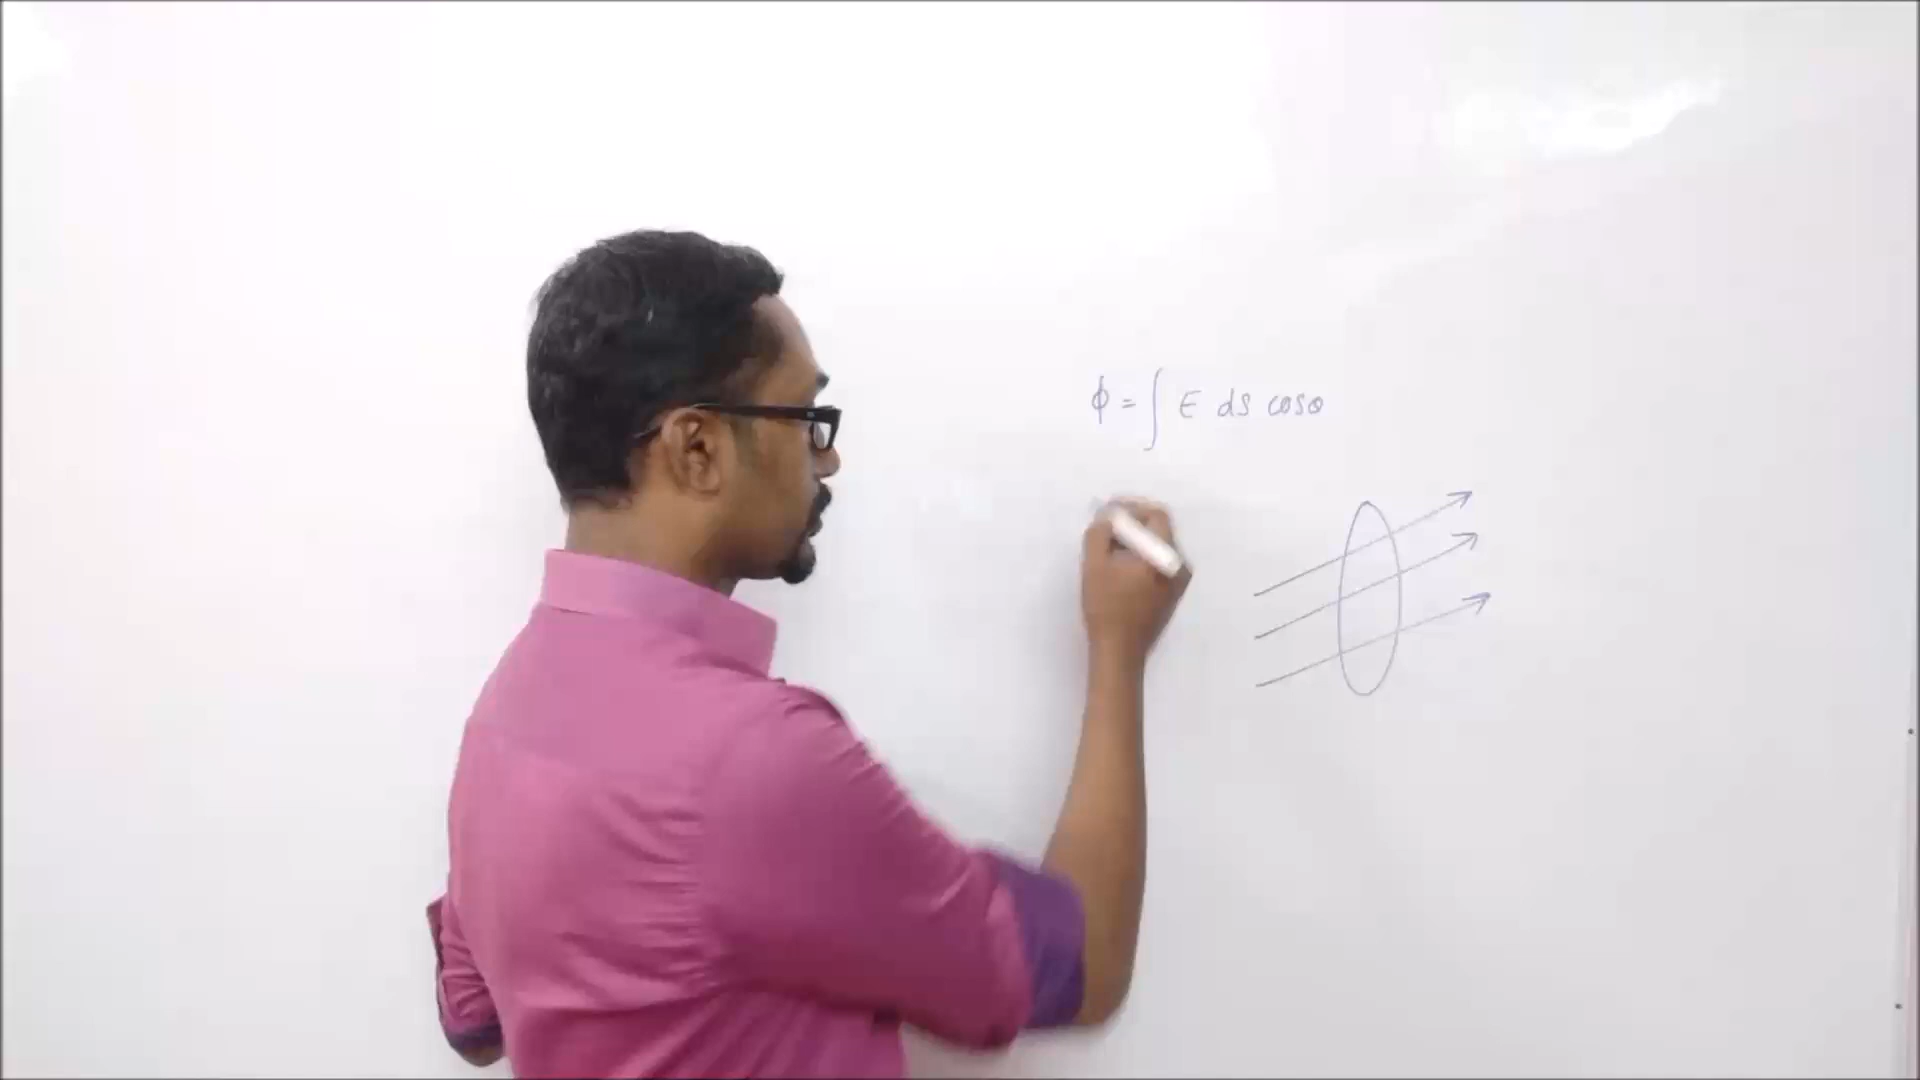 ϕ = ∫ E ds cosθ